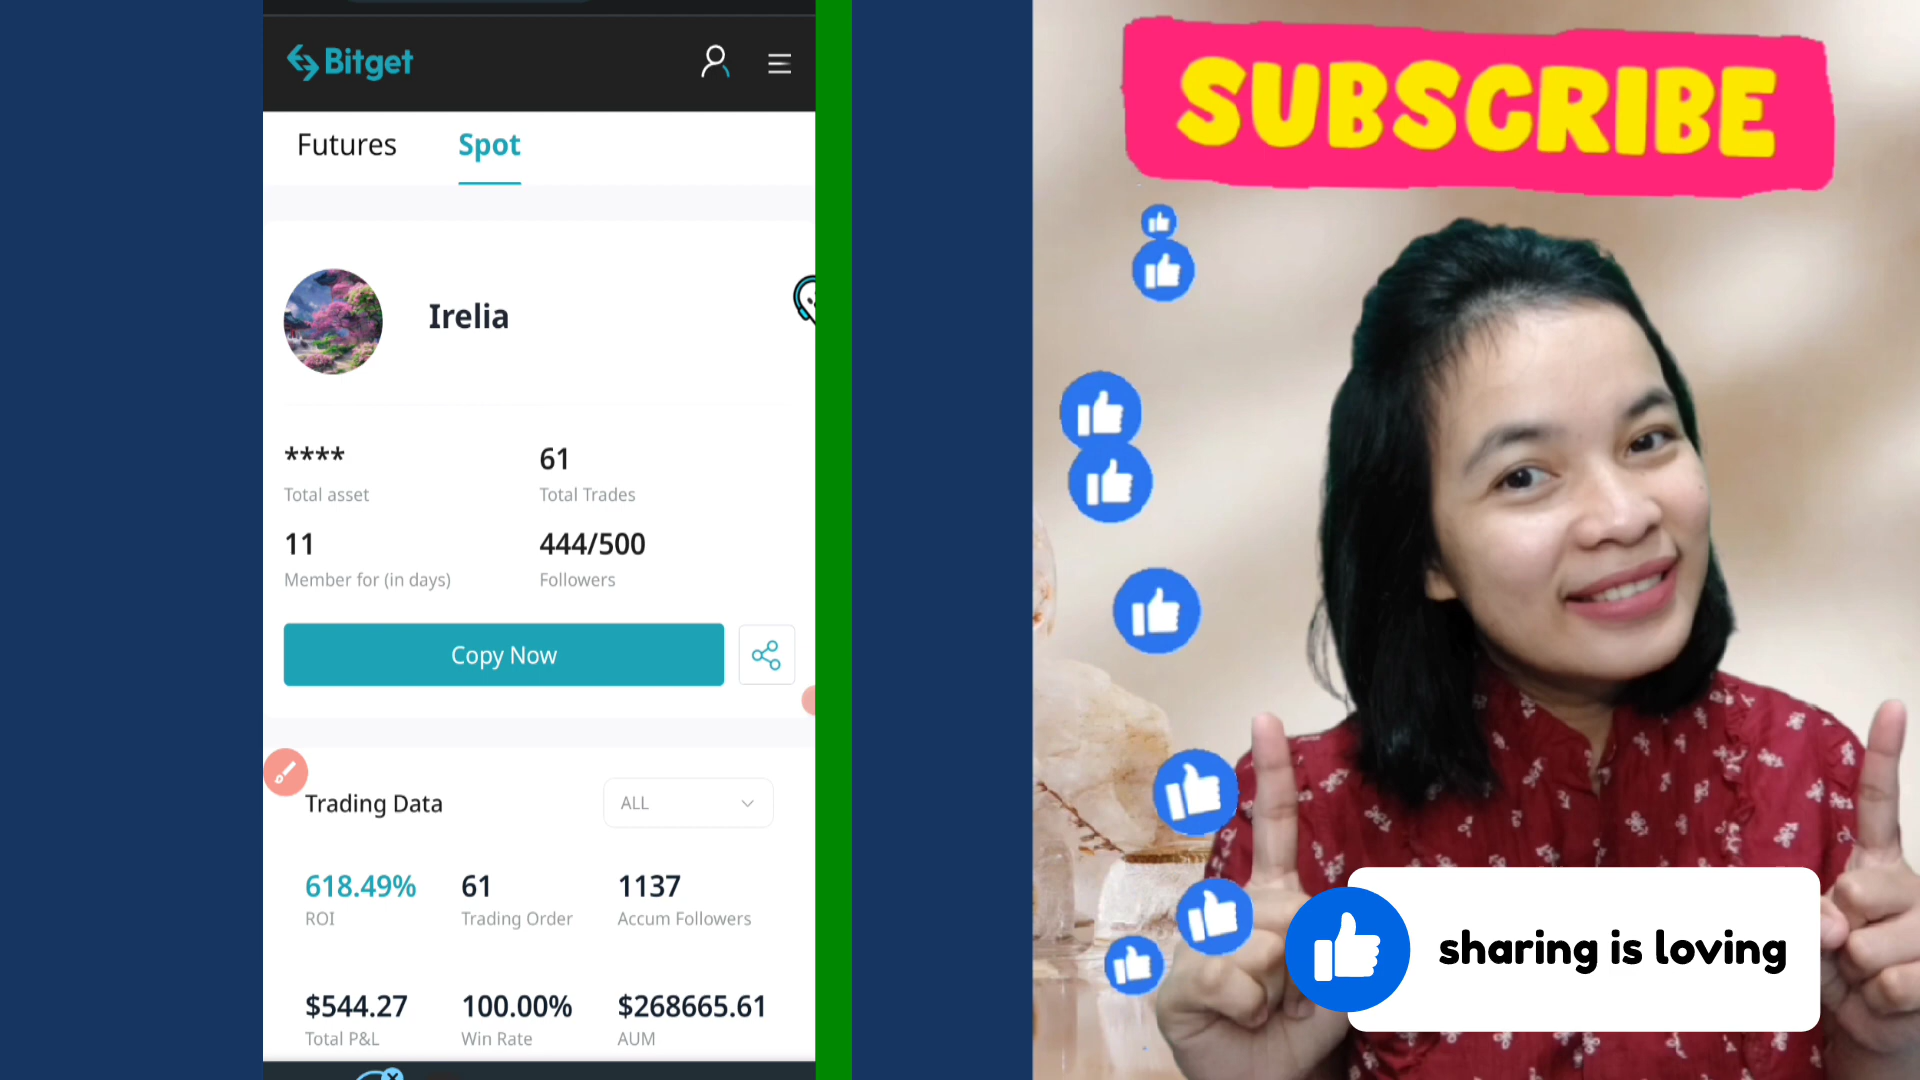 Bitget
Futures Spot
Irelia
**** 61
Total asset Total Trades
11 444/500
Member for (in days) Followers
Copy Now
Trading Data ALL
618.49% 61 1137
ROI Trading Order Accum Followers
$544.27 100.00% $268665.61
Total P&L Win Rate AUM
SUBSCRIBE
sharing is loving